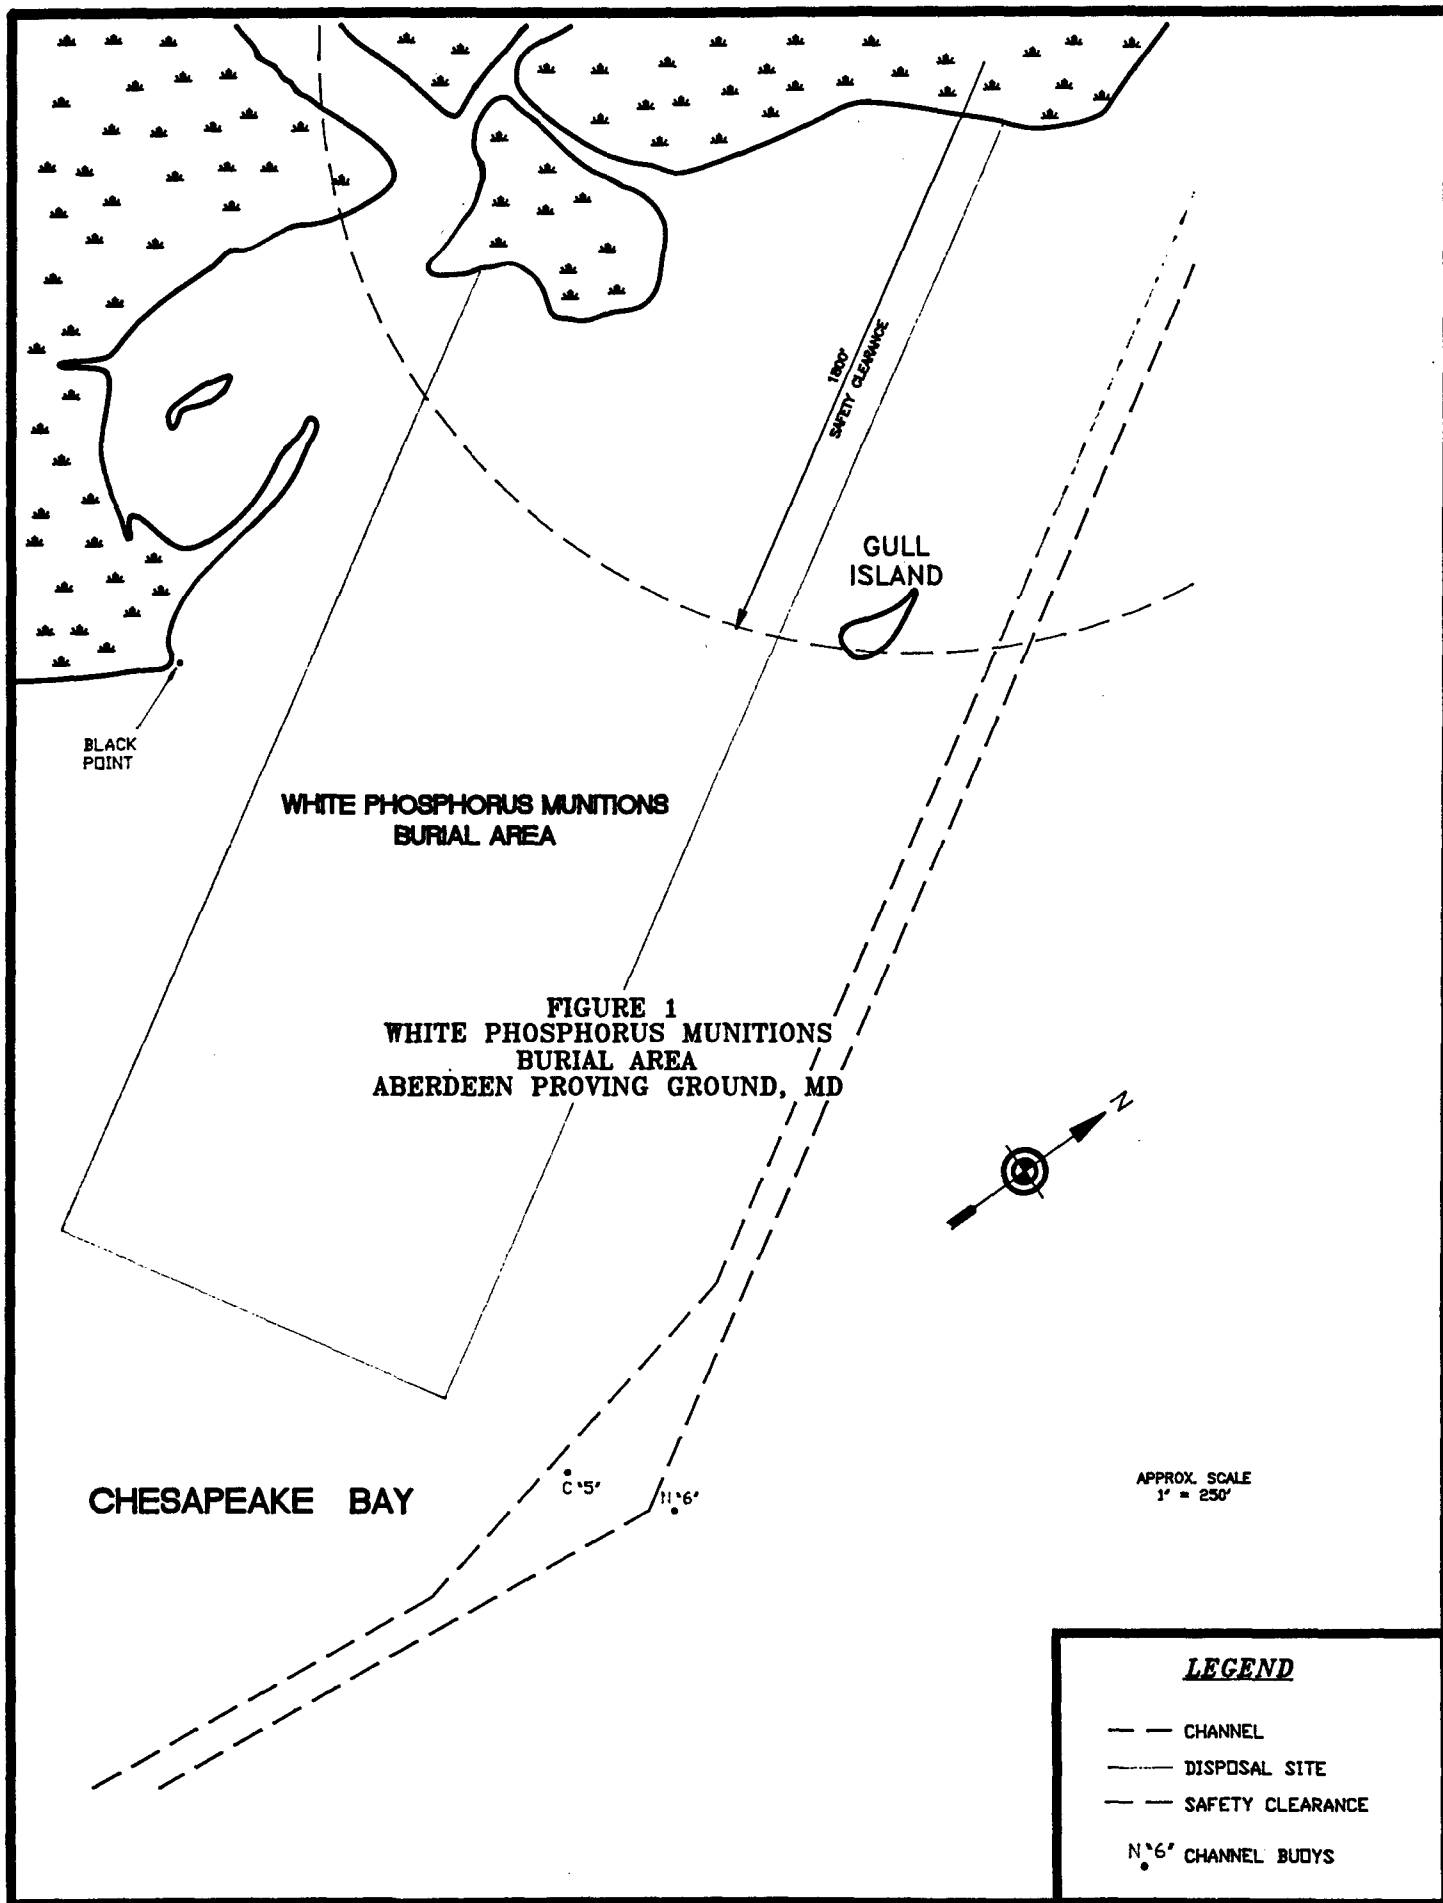 1800'
SAFETY CLEARANCE
GULL
ISLAND
BLACK
POINT
WHITE PHOSPHORUS MUNITIONS
BURIAL AREA
FIGURE 1
WHITE PHOSPHORUS MUNITIONS
BURIAL AREA
ABERDEEN PROVING GROUND, MD
N
CHESAPEAKE BAY
C "5"
N "6"
APPROX. SCALE
1" = 250'
LEGEND
CHANNEL
DISPOSAL SITE
SAFETY CLEARANCE
N "6" CHANNEL BUOYS